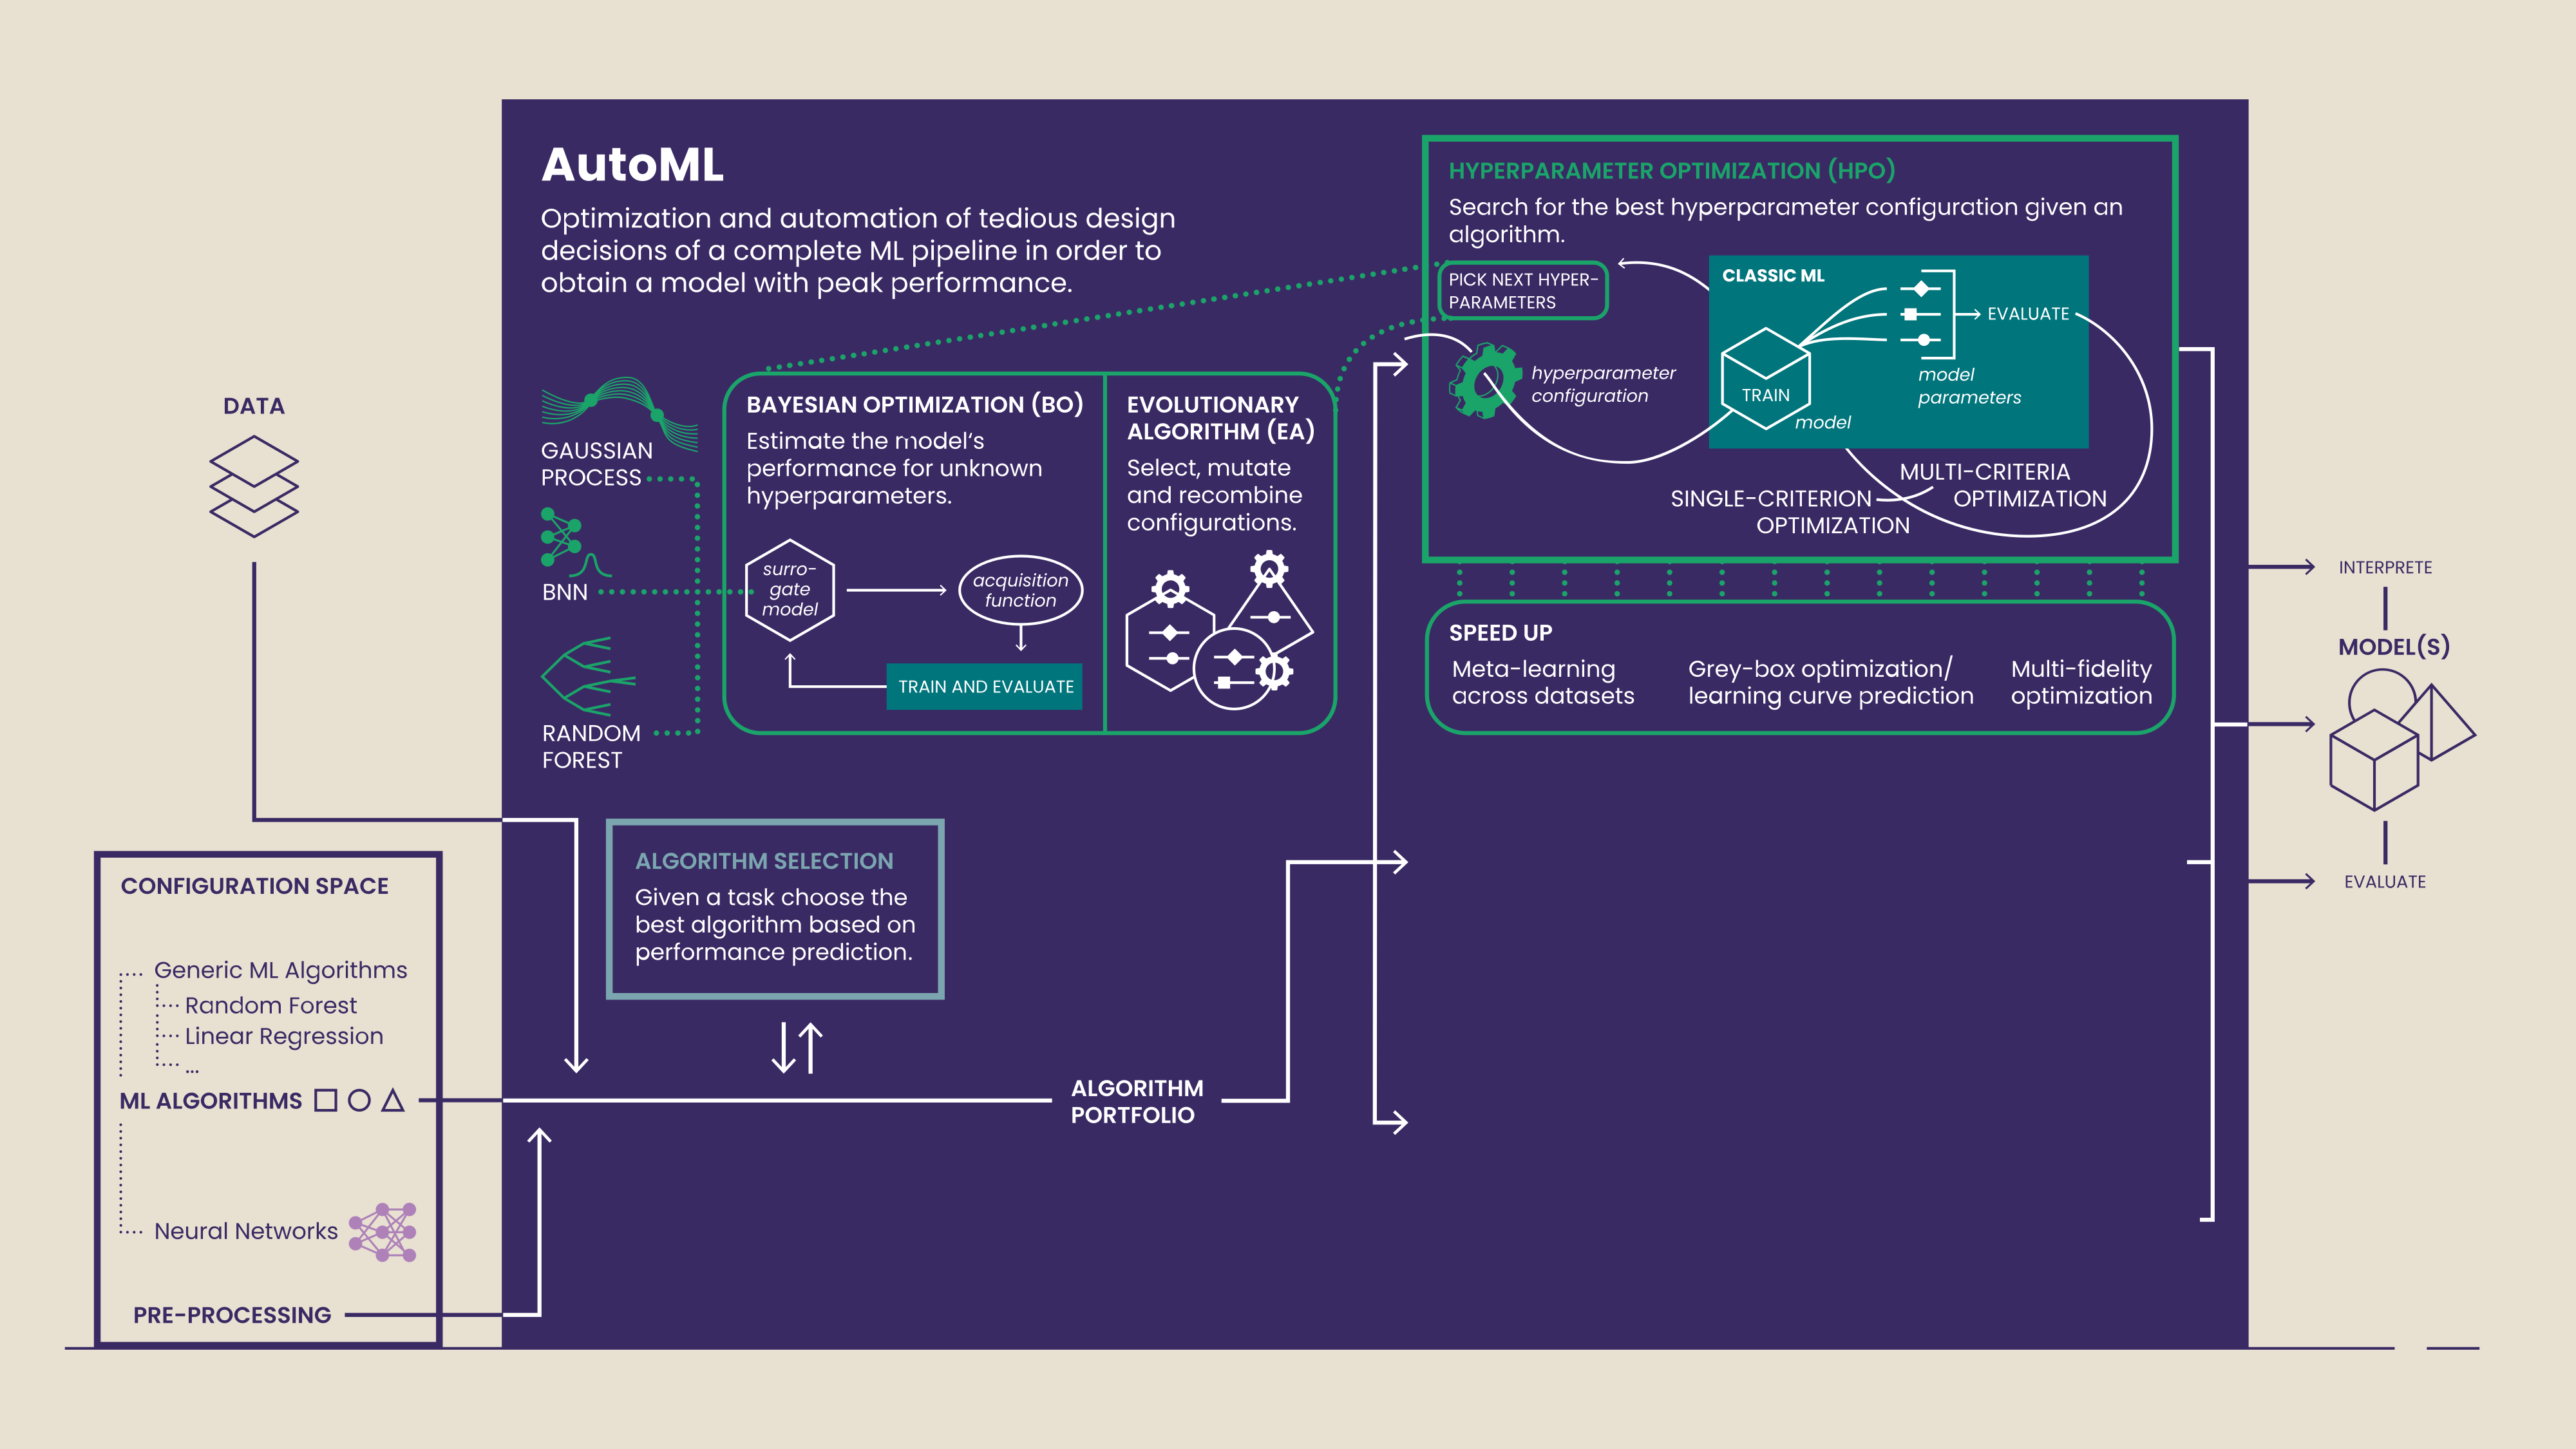 AutoML
Optimization and automation of tedious design
decisions of a complete ML pipeline in order to
obtain a model with peak performance.
DATA
CONFIGURATION SPACE
Generic ML Algorithms
Random Forest
Linear Regression
...
ML ALGORITHMS
Neural Networks
PRE-PROCESSING
GAUSSIAN
PROCESS
BNN
RANDOM
FOREST
BAYESIAN OPTIMIZATION (BO)
Estimate the model‘s
performance for unknown
hyperparameters.
surro-
gate
model
acquisition
function
TRAIN AND EVALUATE
EVOLUTIONARY
ALGORITHM (EA)
Select, mutate
and recombine
configurations.
ALGORITHM SELECTION
Given a task choose the
best algorithm based on
performance prediction.
ALGORITHM
PORTFOLIO
HYPERPARAMETER OPTIMIZATION (HPO)
Search for the best hyperparameter configuration given an
algorithm.
PICK NEXT HYPER-
PARAMETERS
hyperparameter
configuration
CLASSIC ML
TRAIN
model
EVALUATE
model
parameters
MULTI-CRITERIA
OPTIMIZATION
SINGLE-CRITERION
OPTIMIZATION
SPEED UP
Meta-learning
across datasets
Grey-box optimization/
learning curve prediction
Multi-fidelity
optimization
INTERPRETE
MODEL(S)
EVALUATE